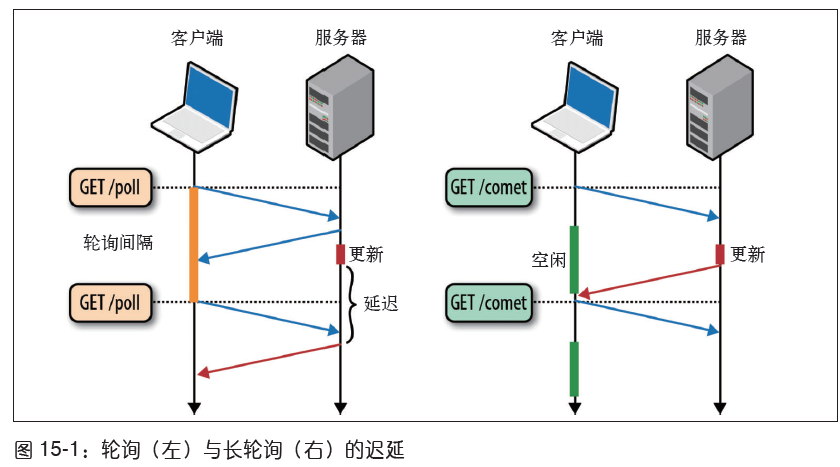 客户端
服务器
客户端
服务器
GET /poll
GET /comet
轮询间隔
更新
空闲
更新
GET /poll
延迟
GET /comet
图 15-1：轮询（左）与长轮询（右）的迟延